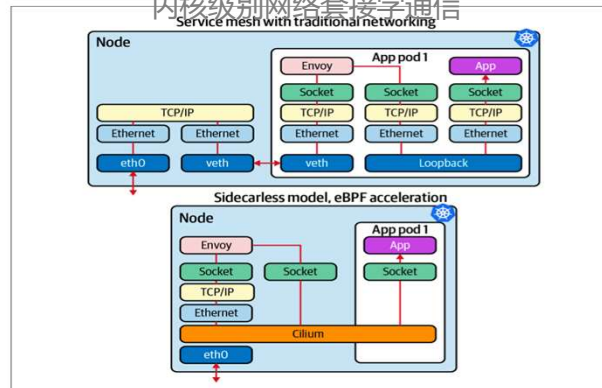 内核级别网络套接字通信
Service mesh with traditional networking
Node
App pod 1
Envoy
App
Socket
Socket
Socket
TCP/IP
TCP/IP
TCP/IP
TCP/IP
Ethernet
Ethernet
Ethernet
Ethernet
Ethernet
eth0
veth
veth
Loopback
Sidecarless model, eBPF acceleration
Node
App pod 1
Envoy
App
Socket
Socket
Socket
TCP/IP
Ethernet
Cilium
eth0